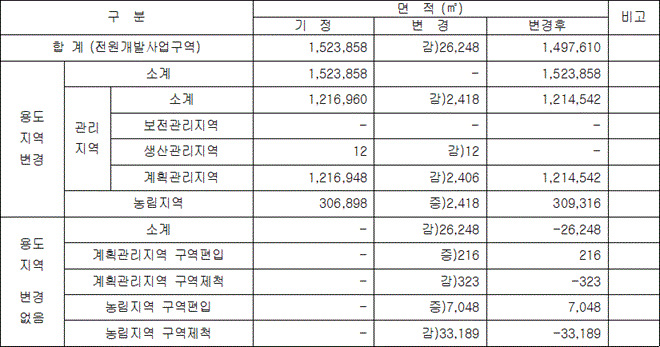 구 분 면 적 (㎡) 비고
기 정 변 경 변경후
합 계 (전원개발사업구역) 1,523,858 감)26,248 1,497,610
용도 지역 변경 소계 1,523,858 - 1,523,858
관리 지역 소계 1,216,960 감)2,418 1,214,542
보전관리지역 - - -
생산관리지역 12 감)12 -
계획관리지역 1,216,948 감)2,406 1,214,542
농림지역 306,898 증)2,418 309,316
용도 지역 변경 없음 소계 - 감)26,248 -26,248
계획관리지역 구역편입 - 증)216 216
계획관리지역 구역제척 - 감)323 -323
농림지역 구역편입 - 증)7,048 7,048
농림지역 구역제척 - 감)33,189 -33,189